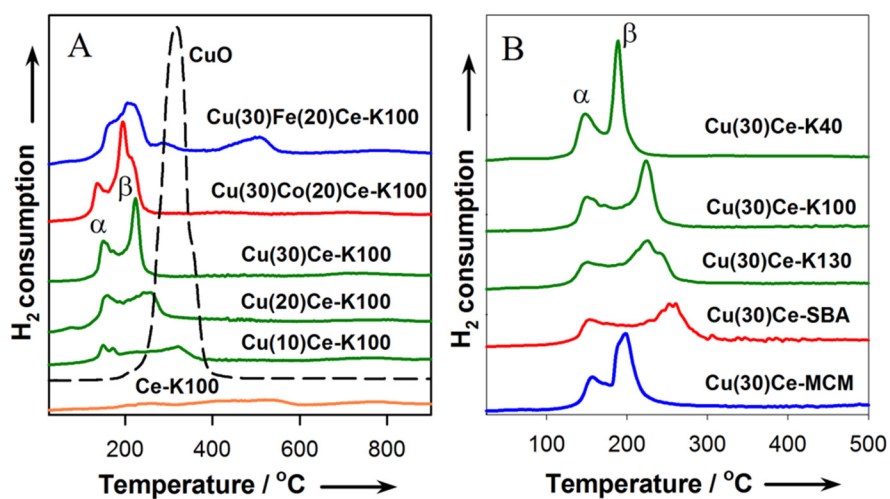 A
CuO
Cu(30)Fe(20)Ce-K100
Cu(30)Co(20)Ce-K100
β
α
Cu(30)Ce-K100
Cu(20)Ce-K100
Cu(10)Ce-K100
Ce-K100
H2 consumption
200 400 600 800
Temperature / °C
B
β
α
Cu(30)Ce-K40
Cu(30)Ce-K100
Cu(30)Ce-K130
Cu(30)Ce-SBA
Cu(30)Ce-MCM
H2 consumption
100 200 300 400 500
Temperature / °C